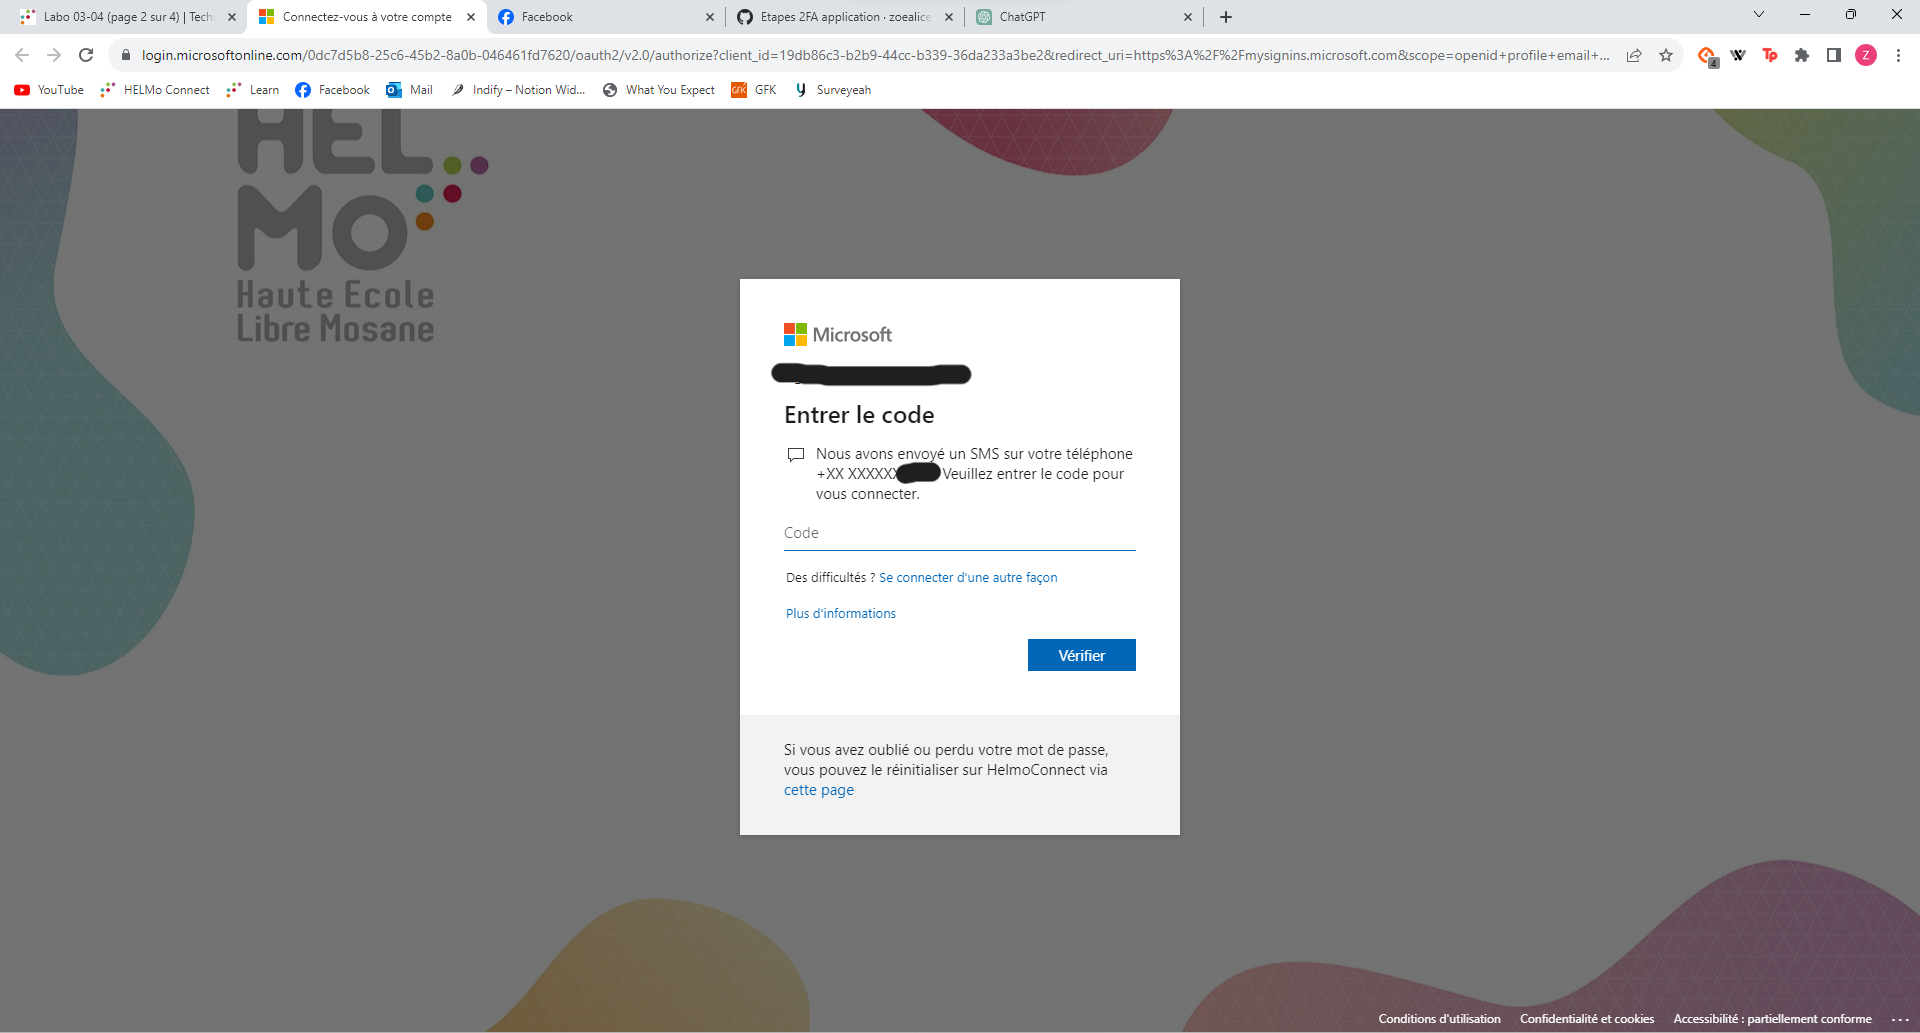 Labo 03-04 (page 2 sur 4) | Tech
Connectez-vous à votre compte
Facebook
Etapes 2FA application · zoealice
ChatGPT
login.microsoftonline.com/0dc7d5b8-25c6-45b2-8a0b-046461fd7620/oauth2/v2.0/authorize?client_id=19db86c3-b2b9-44cc-b339-36da233a3be2&redirect_uri=https%3A%2F%2Fmysignins.microsoft.com&scope=openid+profile+email+...
4
W
Tp
Z
YouTube
HELMo Connect
Learn
Facebook
Mail
Indify – Notion Wid...
What You Expect
GFK
GFK
Surveyeah
HEL
MO
Haute Ecole
Libre Mosane
Microsoft
Entrer le code
Nous avons envoyé un SMS sur votre téléphone
+XX XXXXXX Veuillez entrer le code pour
vous connecter.
Code
Des difficultés ? Se connecter d'une autre façon
Plus d'informations
Vérifier
Si vous avez oublié ou perdu votre mot de passe,
vous pouvez le réinitialiser sur HelmoConnect via
cette page
Conditions d'utilisation
Confidentialité et cookies
Accessibilité : partiellement conforme
...